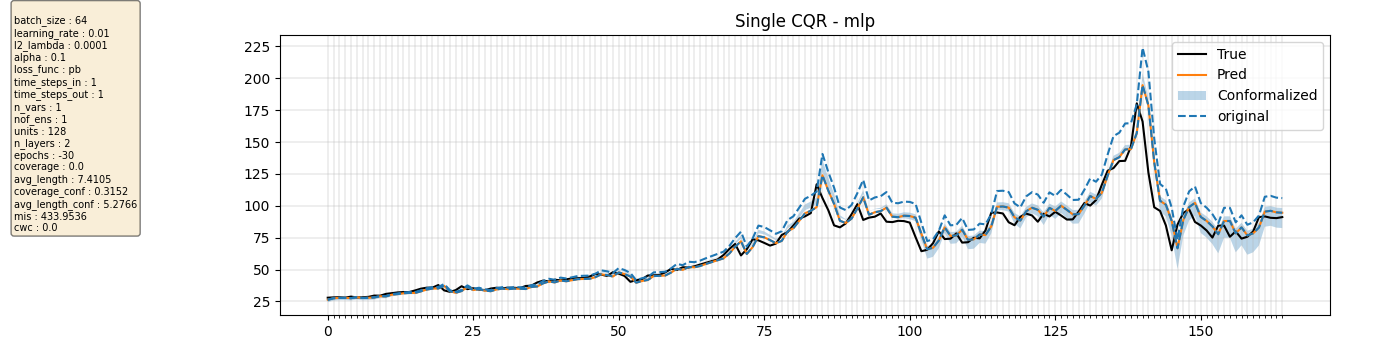 batch_size : 64
learning_rate : 0.01
l2_lambda : 0.0001
alpha : 0.1
loss_func : pb
time_steps_in : 1
time_steps_out : 1
n_vars : 1
nof_ens : 1
units : 128
n_layers : 2
epochs : -30
coverage : 0.0
avg_length : 7.4105
coverage_conf : 0.3152
avg_length_conf : 5.2766
mis : 433.9536
cwc : 0.0
Single CQR - mlp
225
200
175
150
125
100
75
50
25
0 25 50 75 100 125 150
True
Pred
Conformalized
original